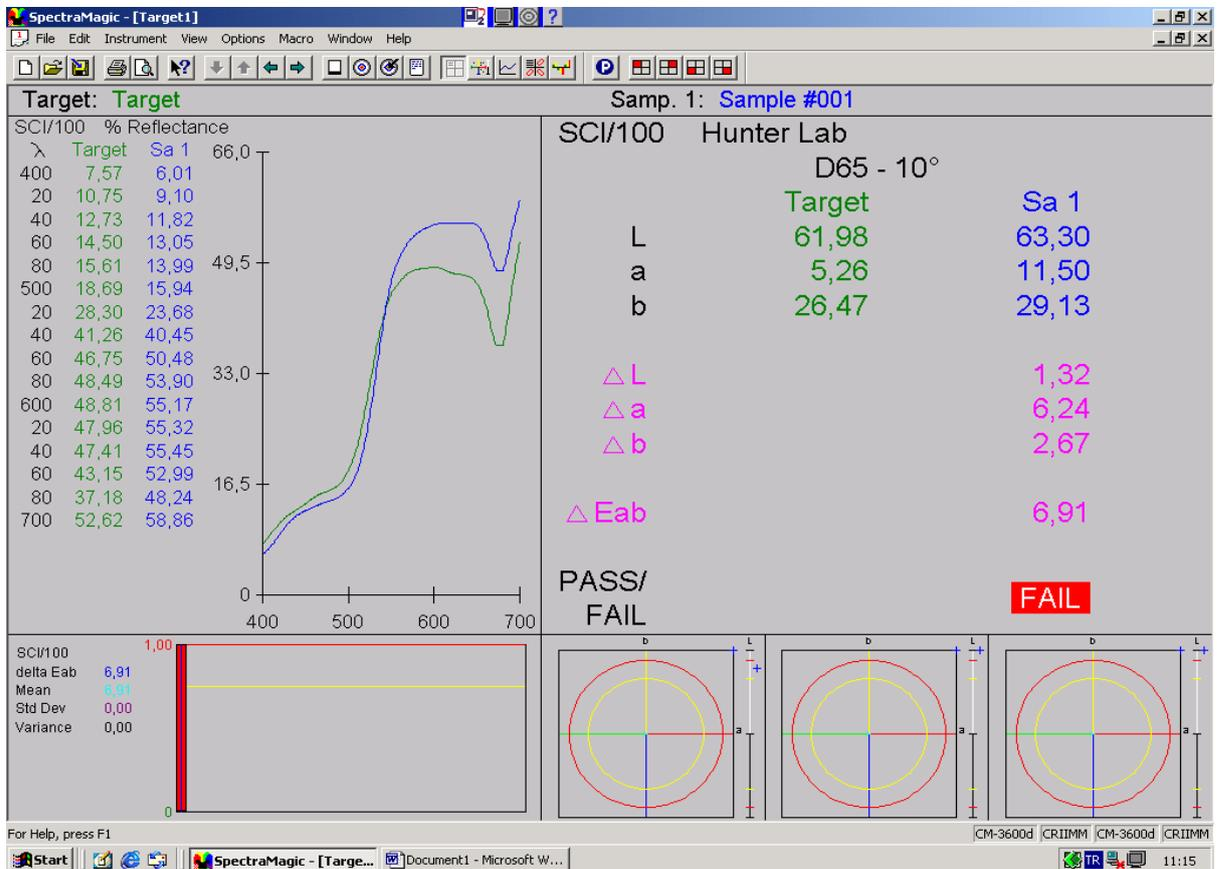 SpectraMagic - [Target1]
File Edit Instrument View Options Macro Window Help
Target: Target
Samp. 1: Sample #001
SCI/100 % Reflectance
λ Target Sa 1
400 7,57 6,01
20 10,75 9,10
40 12,73 11,82
60 14,50 13,05
80 15,61 13,99
500 18,69 15,94
20 28,30 23,68
40 41,26 40,45
60 46,75 50,48
80 48,49 53,90
600 48,81 55,17
20 47,96 55,32
40 47,41 55,45
60 43,15 52,99
80 37,18 48,24
700 52,62 58,86
66,0
49,5
33,0
16,5
0
400 500 600 700
SCI/100 Hunter Lab
D65 - 10°
Target Sa 1
L 61,98 63,30
a 5,26 11,50
b 26,47 29,13
△ L 1,32
△ a 6,24
△ b 2,67
△ Eab 6,91
PASS/
FAIL
FAIL
SCI/100
delta Eab 6,91
Mean 6,91
Std Dev 0,00
Variance 0,00
1,00
0
b L
a
b L
a
b L
a
For Help, press F1
CM-3600d CRIIMM CM-3600d CRIIMM
Start
SpectraMagic - [Targe...
Document1 - Microsoft W...
TR
11:15